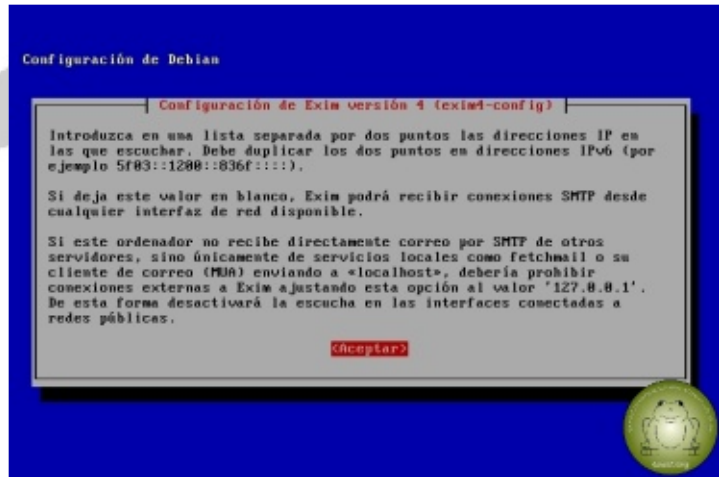 Configuración de Debian
Configuración de Exim versión 4 (exim4-config)
Introduzca en una lista separada por dos puntos las direcciones IP en
las que escuchar. Debe duplicar los dos puntos en direcciones IPv6 (por
ejemplo 5f03::1200::836f::::).
Si deja este valor en blanco, Exim podrá recibir conexiones SMTP desde
cualquier interfaz de red disponible.
Si este ordenador no recibe directamente correo por SMTP de otros
servidores, sino únicamente de servicios locales como fetchmail o su
cliente de correo (MUA) enviando a «localhost», debería prohibir
conexiones externas a Exim ajustando esta opción al valor '127.0.0.1'.
De esta forma desactivará la escucha en las interfaces conectadas a
redes públicas.
<Aceptar>